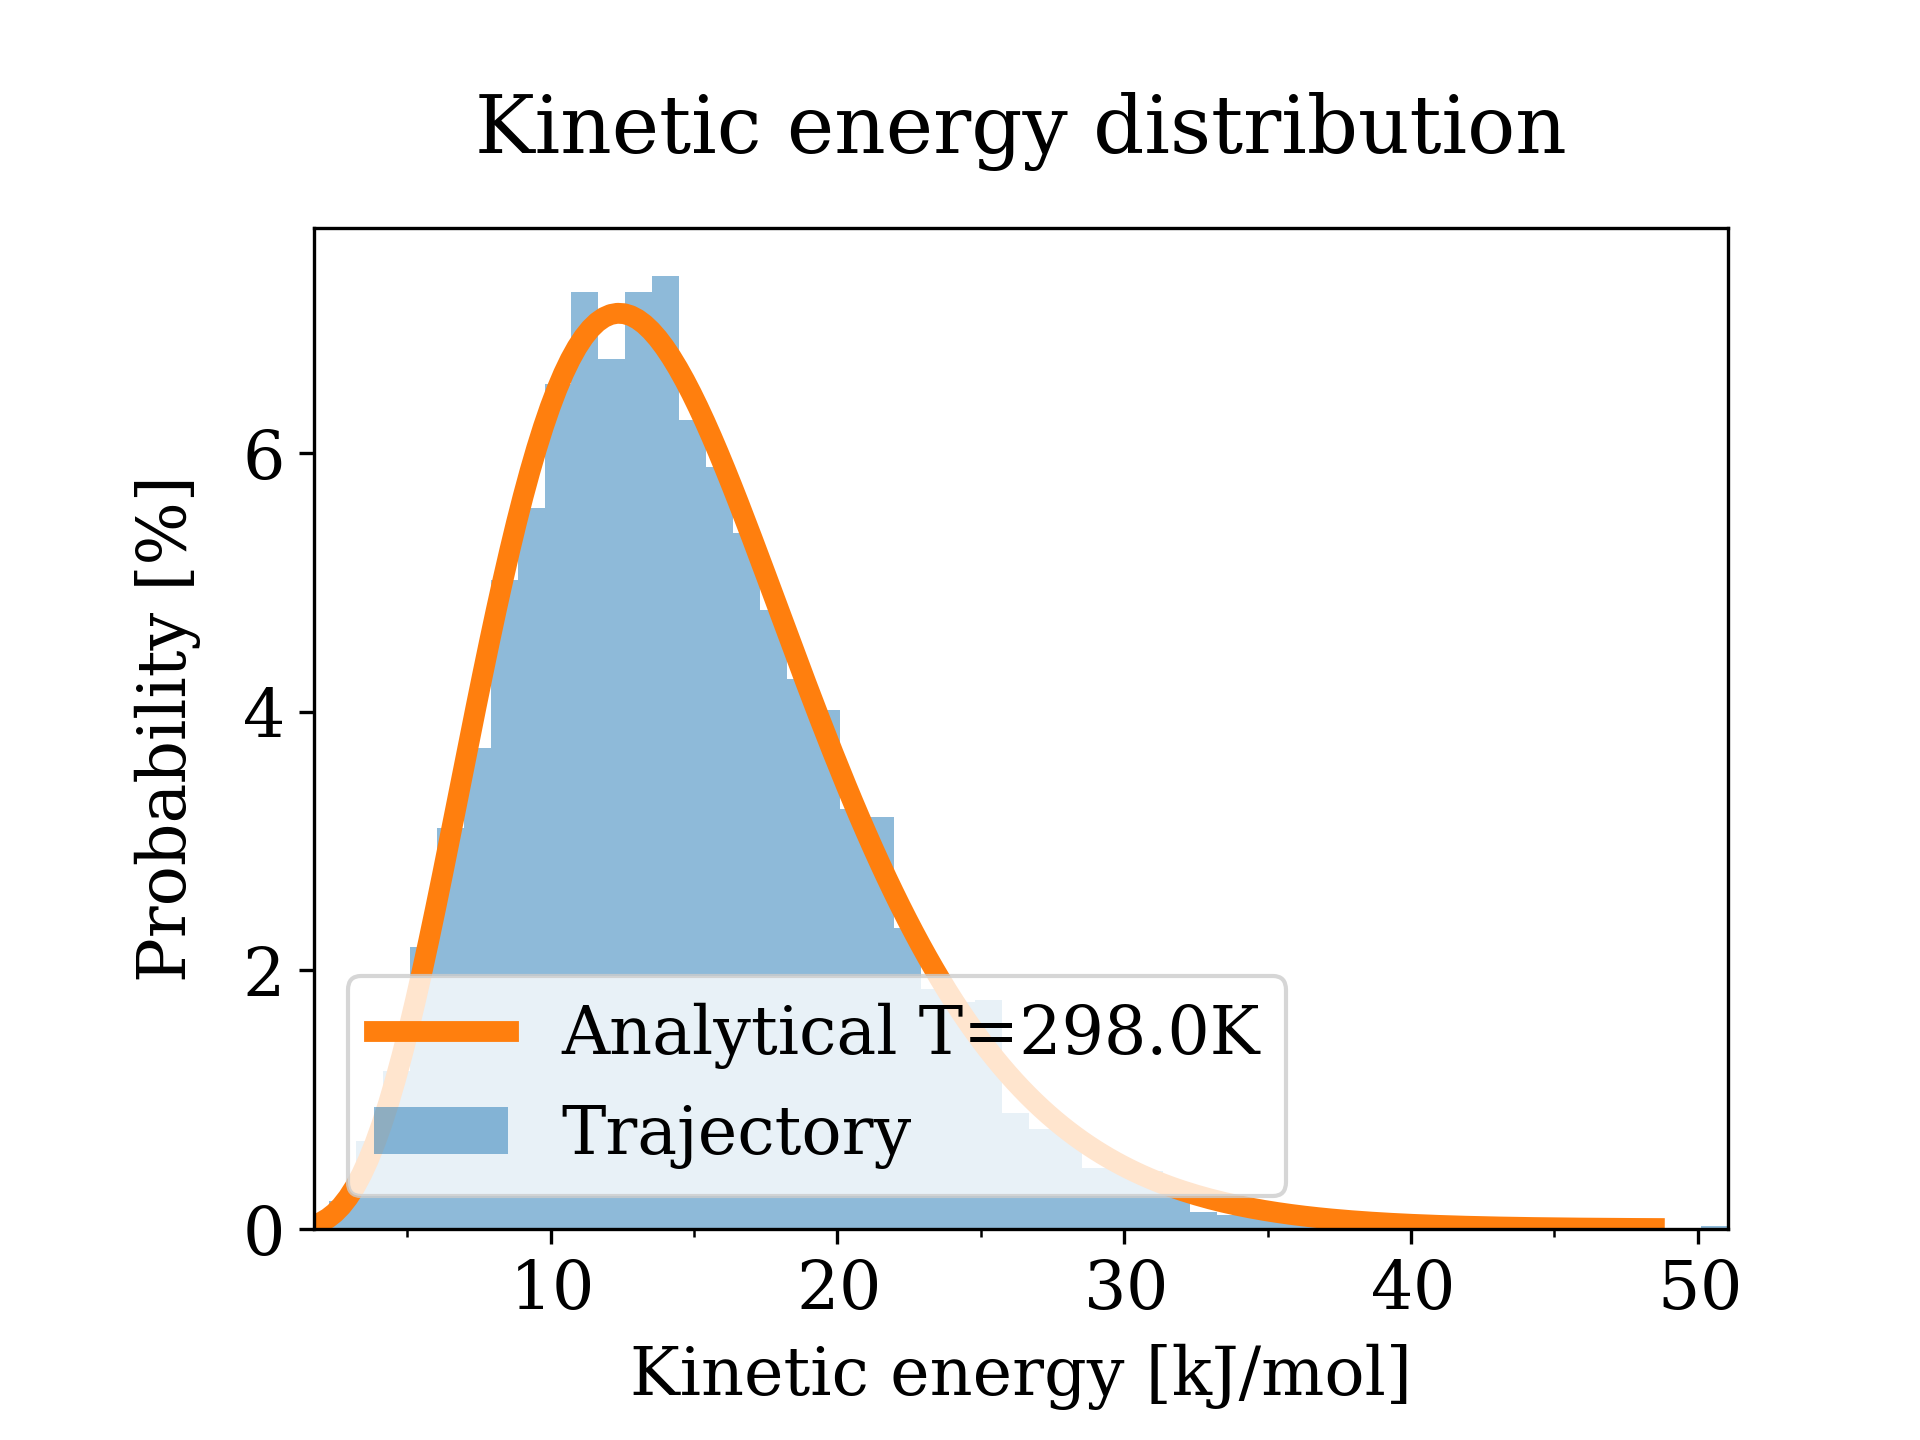 Kinetic energy distribution
Probability [%]
6
4
2
0
Analytical T=298.0K
Trajectory
10 20 30 40 50
Kinetic energy [kJ/mol]